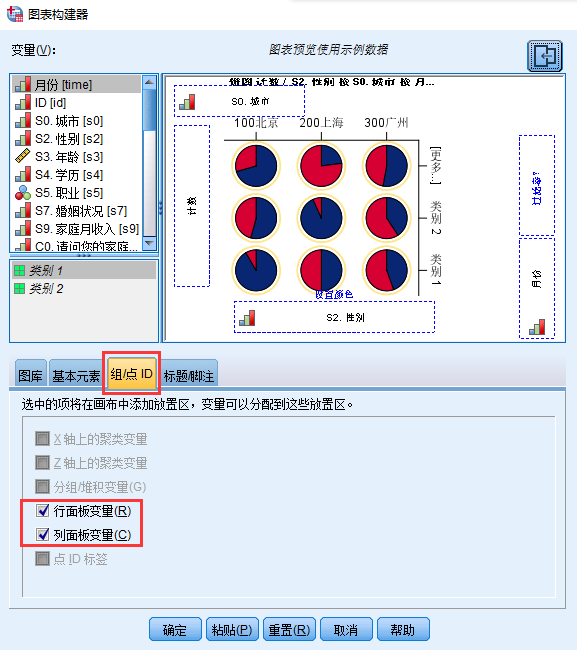 图表构建器
变量(V)：
图表预览使用示例数据
月份 [time]
ID [id]
S0. 城市 [s0]
S2. 性别 [s2]
S3. 年龄 [s3]
S4. 学历 [s4]
S5. 职业 [s5]
S7. 婚姻状况 [s7]
S9. 家庭月收入 [s9]
C0. 请问您的家庭...
类别 1
类别 2
饼图 计数 / S2. 性别 按 S0. 城市 按 月...
S0. 城市
100北京 200上海 300广州
计数
[更多...]
类别 2
类别 1
过滤否?
月份
设置颜色
S2. 性别
图库 基本元素 组/点 ID 标题/脚注
选中的项将在画布中添加放置区，变量可以分配到这些放置区。
X 轴上的聚类变量
Z 轴上的聚类变量
分组/堆积变量(G)
行面板变量(R)
列面板变量(C)
点 ID 标签
确定 粘贴(P) 重置(R) 取消 帮助